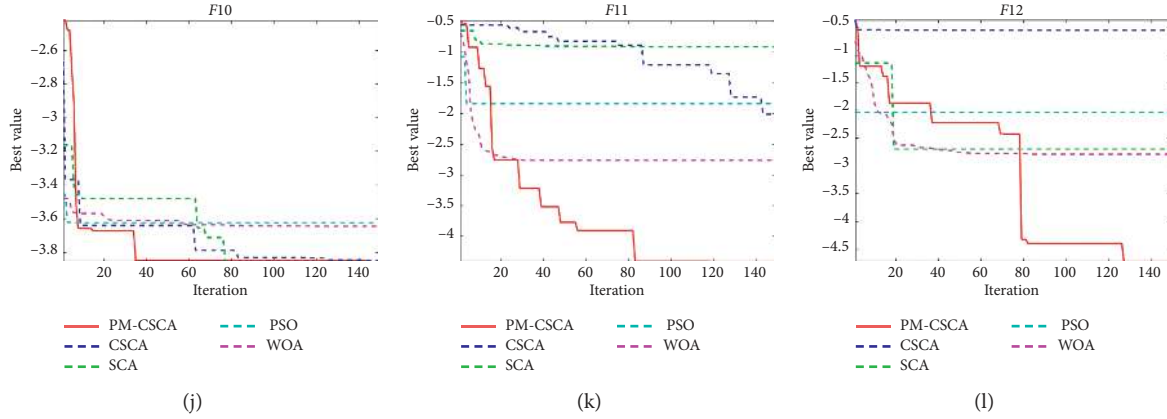 F10
Best value
−2.6
−3
−3.2
−3.4
−3.6
−3.8
20 40 60 80 100 120 140
Iteration
PM-CSCA
CSCA
SCA
PSO
WOA
(j)
F11
Best value
−0.5
−1
−1.5
−2
−2.5
−3
−3.5
−4
20 40 60 80 100 120 140
Iteration
PM-CSCA
CSCA
SCA
PSO
WOA
(k)
F12
Best value
−0.5
−1
−1.5
−2
−2.5
−3
−3.5
−4.5
20 60 80 100 120 140
Iteration
PM-CSCA
CSCA
SCA
PSO
WOA
(l)